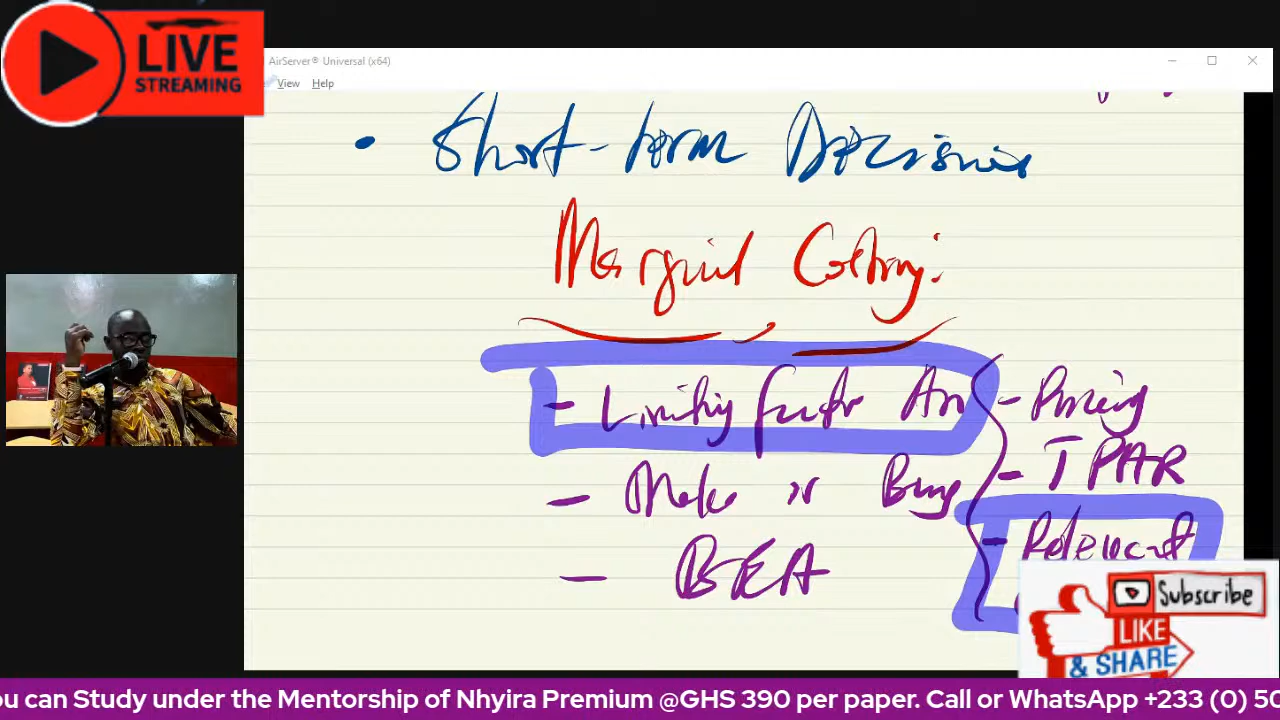 LIVE
STREAMING
AirServer® Universal (x64)
View Help
• Short-term Decisions
Marginal Costing:
- Limiting factor An
- Make or Buy
- BEA
- Pricing
- TPAR
- Relevant
Subscribe
LIKE
& SHARE
ou can Study under the Mentorship of Nhyira Premium @GHS 390 per paper. Call or WhatsApp +233 (0) 50